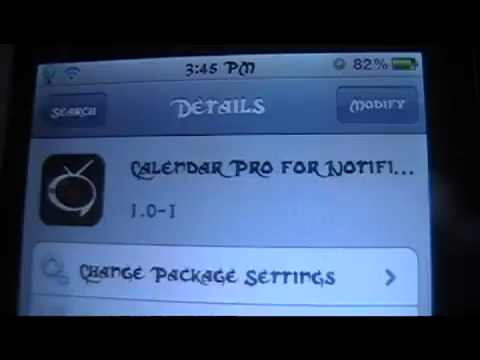 3:45 PM 82%
Search Details Modify
Calendar Pro for Notifi...
1.0-1
Change Package Settings